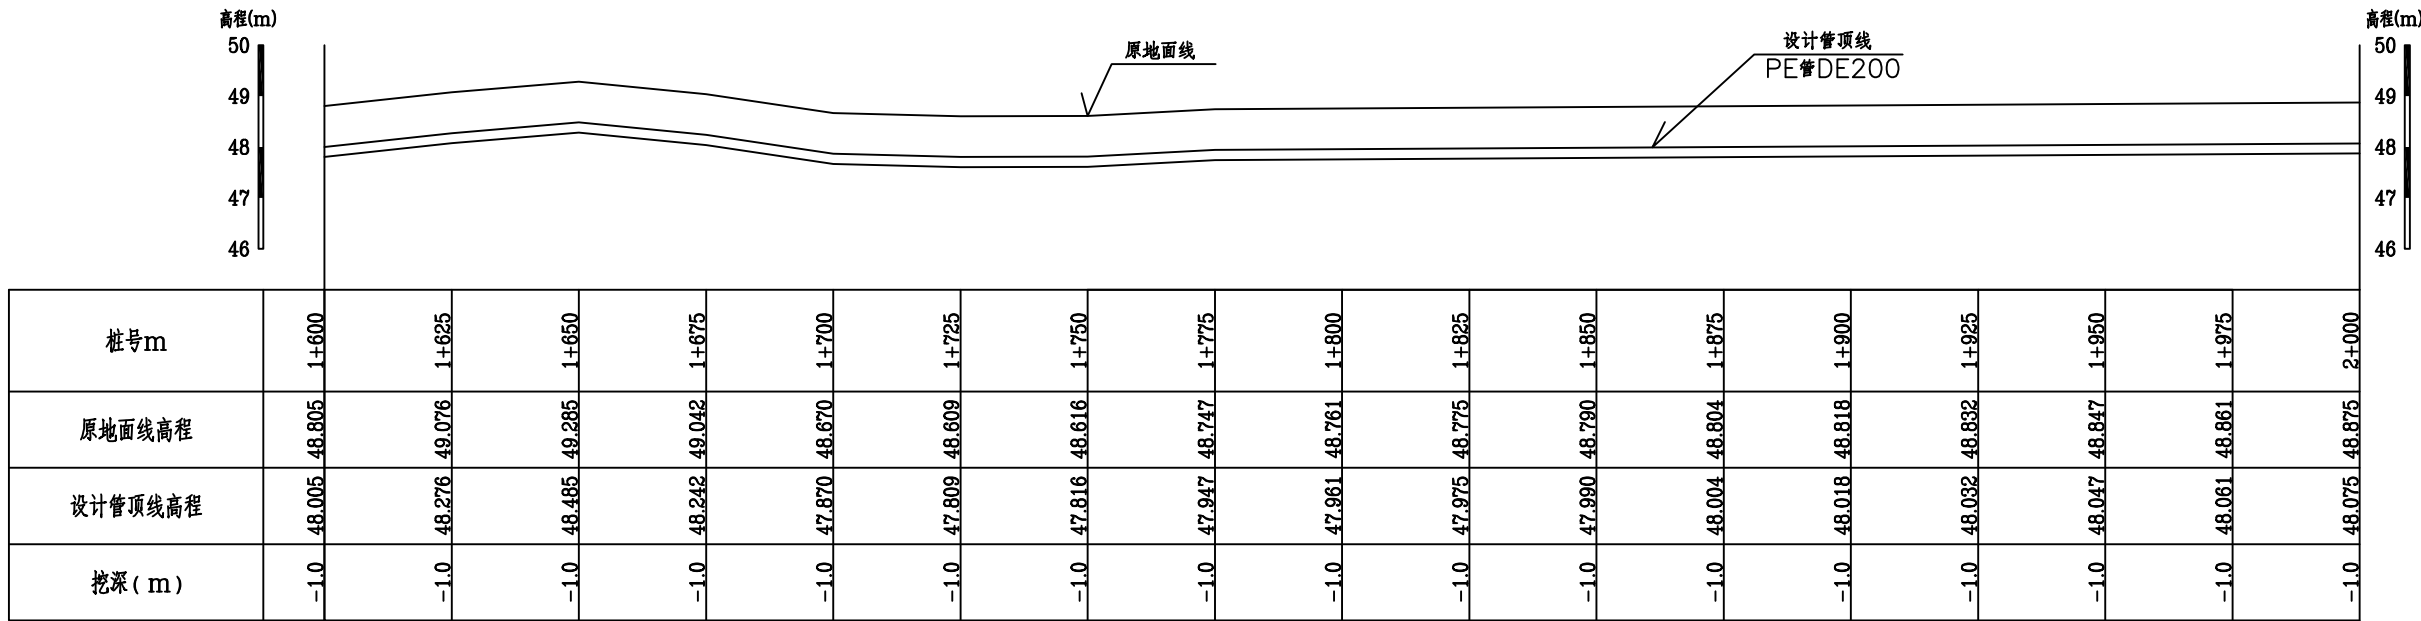 高程(m)
高程(m)
50
49
48
47
46
原地面线
设计管顶线
PE管DE200
50
49
48
47
46
桩号m 1+600 1+625 1+650 1+675 1+700 1+725 1+750 1+775 1+800 1+825 1+850 1+875 1+900 1+925 1+950 1+975 2+000
原地面线高程 48.805 49.076 49.285 49.042 48.670 48.609 48.616 48.747 48.761 48.775 48.790 48.804 48.818 48.832 48.847 48.861 48.875
设计管顶线高程 48.005 48.276 48.485 48.242 47.870 47.809 47.816 47.947 47.961 47.975 47.990 48.004 48.018 48.032 48.047 48.061 48.075
挖深(m) -1.0 -1.0 -1.0 -1.0 -1.0 -1.0 -1.0 -1.0 -1.0 -1.0 -1.0 -1.0 -1.0 -1.0 -1.0 -1.0 -1.0